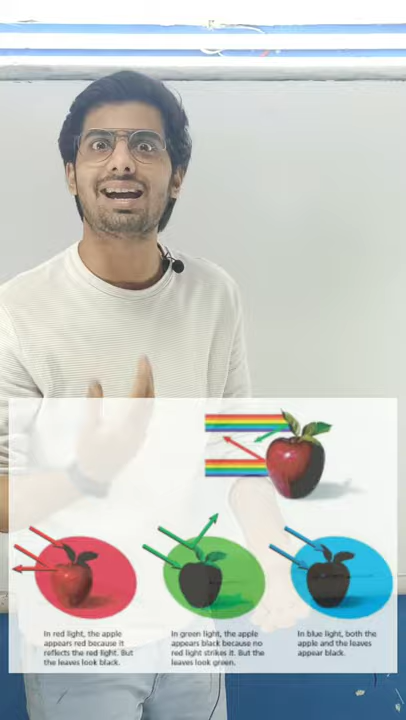 In red light, the apple
appears red because it
reflects the red light. But
the leaves look black.
In green light, the apple
appears black because no
red light strikes it. But the
leaves look green.
In blue light, both the
apple and the leaves
appear black.